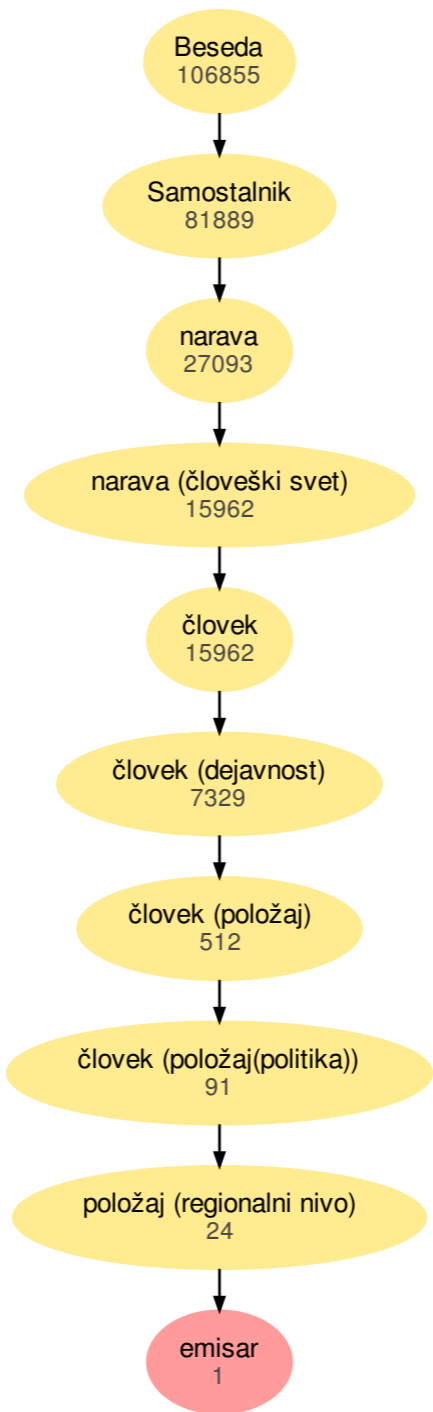 Beseda
106855
Samostalnik
81889
narava
27093
narava (človeški svet)
15962
človek
15962
človek (dejavnost)
7329
človek (položaj)
512
človek (položaj(politika))
91
položaj (regionalni nivo)
24
emisar
1